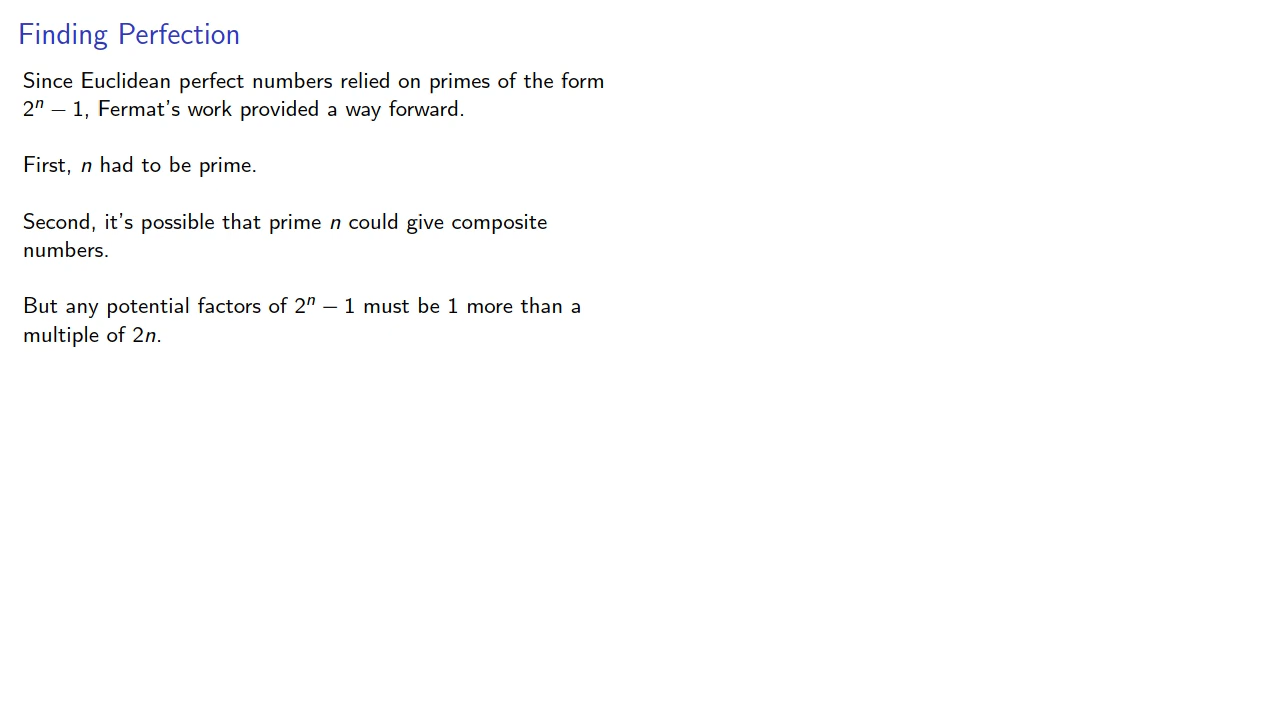 Finding Perfection
Since Euclidean perfect numbers relied on primes of the form
2ⁿ − 1, Fermat's work provided a way forward.
First, n had to be prime.
Second, it's possible that prime n could give composite
numbers.
But any potential factors of 2ⁿ − 1 must be 1 more than a
multiple of 2n.